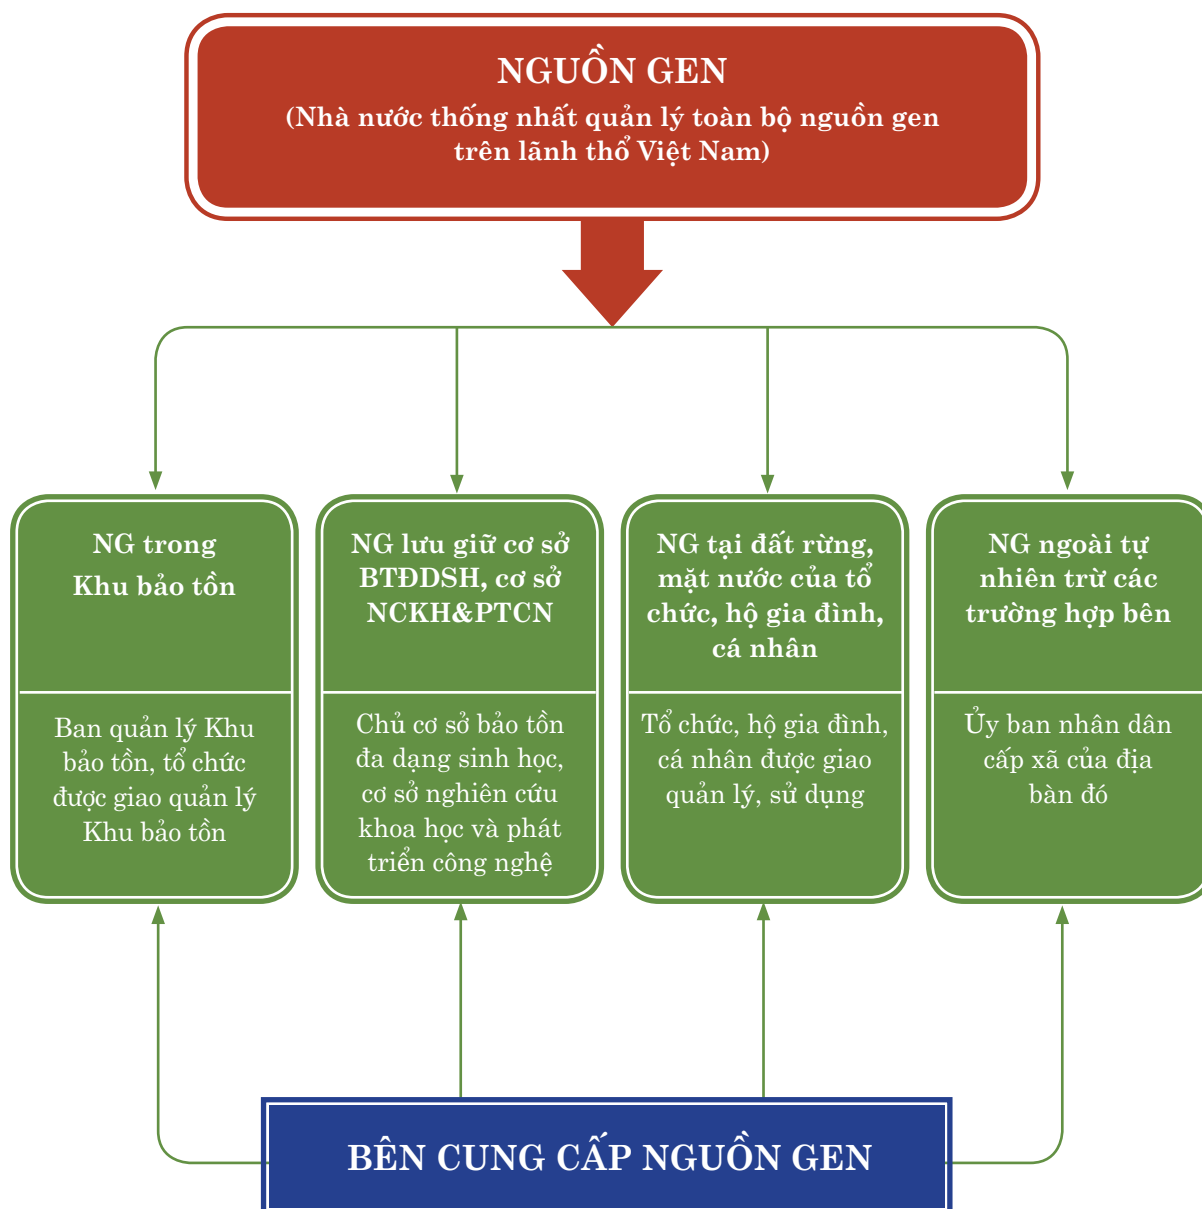 NGUỒN GEN
(Nhà nước thống nhất quản lý toàn bộ nguồn gen
trên lãnh thổ Việt Nam)
NG trong
Khu bảo tồn
Ban quản lý Khu
bảo tồn, tổ chức
được giao quản lý
Khu bảo tồn
NG lưu giữ cơ sở
BTĐDSH, cơ sở
NCKH&PTCN
Chủ cơ sở bảo tồn
đa dạng sinh học,
cơ sở nghiên cứu
khoa học và phát
triển công nghệ
NG tại đất rừng,
mặt nước của tổ
chức, hộ gia đình,
cá nhân
Tổ chức, hộ gia đình,
cá nhân được giao
quản lý, sử dụng
NG ngoài tự
nhiên trừ các
trường hợp bên
Ủy ban nhân dân
cấp xã của địa
bàn đó
BÊN CUNG CẤP NGUỒN GEN